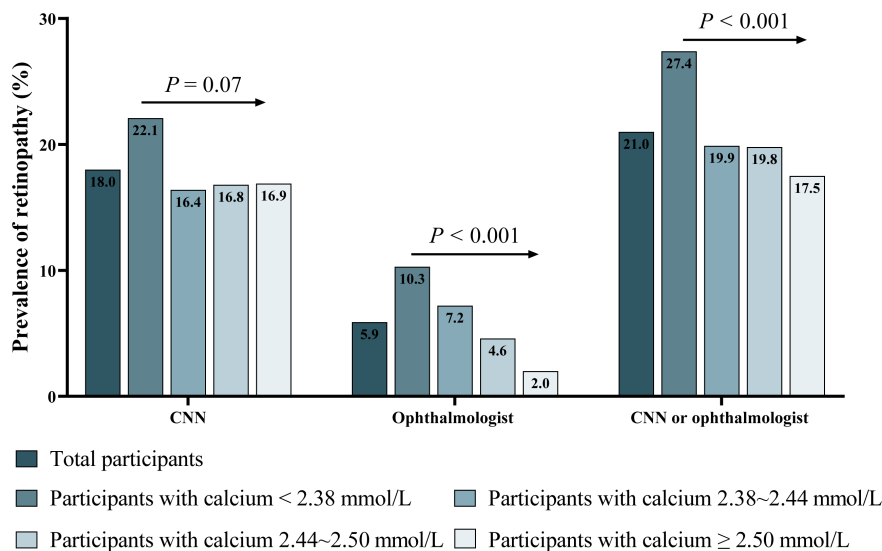 Prevalence of retinopathy (%)
30
20
10
0
P = 0.07
P < 0.001
P < 0.001
18.0
22.1
16.4
16.8
16.9
5.9
10.3
7.2
4.6
2.0
21.0
27.4
19.9
19.8
17.5
CNN
Ophthalmologist
CNN or ophthalmologist
Total participants
Participants with calcium < 2.38 mmol/L
Participants with calcium 2.38~2.44 mmol/L
Participants with calcium 2.44~2.50 mmol/L
Participants with calcium ≥ 2.50 mmol/L